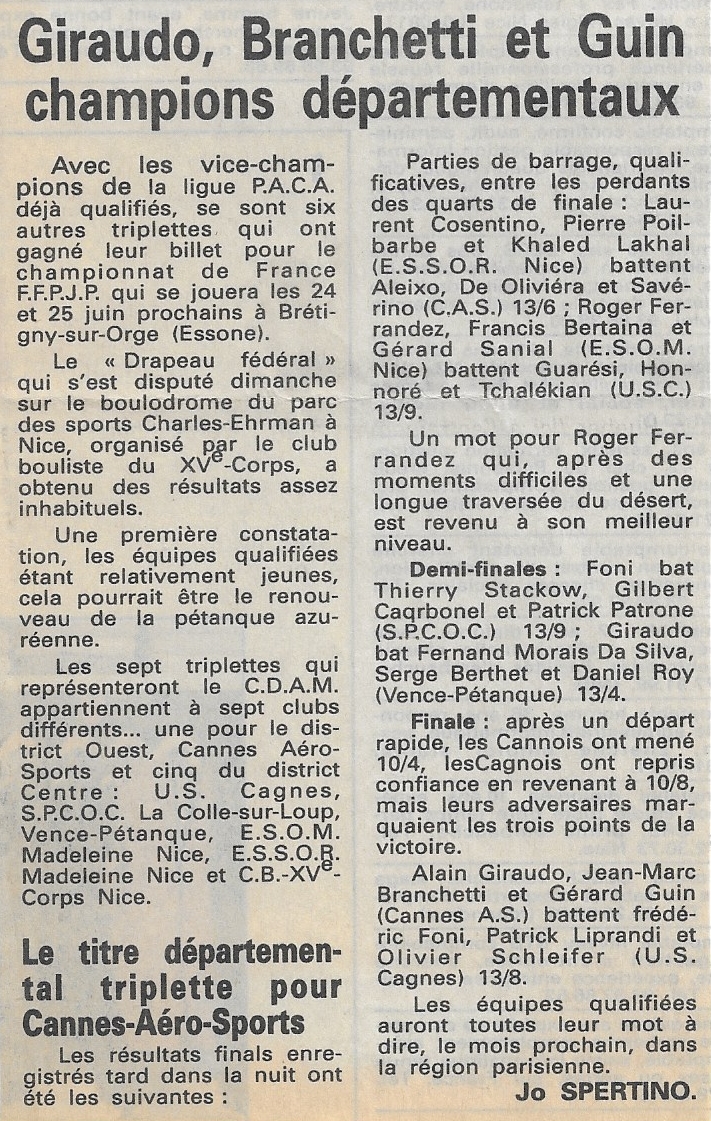 Giraudo, Branchetti et Guin
champions départementaux
Avec les vice-cham-
pions de la ligue P.A.C.A.
déjà qualifiés, se sont six
autres triplettes qui ont
gagné leur billet pour le
championnat de France
F.F.P.J.P. qui se jouera les 24
et 25 juin prochains à Bréti-
gny-sur-Orge (Essone).
Le « Drapeau fédéral »
qui s'est disputé dimanche
sur le boulodrome du parc
des sports Charles-Ehrman à
Nice, organisé par le club
bouliste du XVe-Corps, a
obtenu des résultats assez
inhabituels.
Une première constata-
tion, les équipes qualifiées
étant relativement jeunes,
cela pourrait être le renou-
veau de la pétanque azu-
réenne.
Les sept triplettes qui
représenteront le C.D.A.M.
appartiennent à sept clubs
différents... une pour le dis-
trict Ouest, Cannes Aéro-
Sports et cinq du district
Centre : U.S. Cagnes,
S.P.C.O.C. La Colle-sur-Loup,
Vence-Pétanque, E.S.O.M.
Madeleine Nice, E.S.S.O.R.
Madeleine Nice et C.B.-XVe-
Corps Nice.
Le titre départemen-
tal triplette pour
Cannes-Aéro-Sports
Les résultats finals enre-
gistrés tard dans la nuit ont
été les suivantes :
Parties de barrage, quali-
ficatives, entre les perdants
des quarts de finale : Lau-
rent Cosentino, Pierre Poil-
barbe et Khaled Lakhal
(E.S.S.O.R. Nice) battent
Aleixo, De Oliviéra et Savé-
rino (C.A.S.) 13/6 ; Roger Fer-
randez, Francis Bertaina et
Gérard Sanial (E.S.O.M.
Nice) battent Guarési, Hon-
noré et Tchalékian (U.S.C.)
13/9.
Un mot pour Roger Fer-
randez qui, après des
moments difficiles et une
longue traversée du désert,
est revenu à son meilleur
niveau.
Demi-finales : Foni bat
Thierry Stackow, Gilbert
Caqrbonel et Patrick Patrone
(S.P.C.O.C.) 13/9 ; Giraudo
bat Fernand Morais Da Silva,
Serge Berthet et Daniel Roy
(Vence-Pétanque) 13/4.
Finale : après un départ
rapide, les Cannois ont mené
10/4, lesCagnois ont repris
confiance en revenant à 10/8,
mais leurs adversaires mar-
quaient les trois points de la
victoire.
Alain Giraudo, Jean-Marc
Branchetti et Gérard Guin
(Cannes A.S.) battent frédé-
ric Foni, Patrick Liprandi et
Olivier Schleifer (U.S.
Cagnes) 13/8.
Les équipes qualifiées
auront toutes leur mot à
dire, le mois prochain, dans
la région parisienne.
Jo SPERTINO.